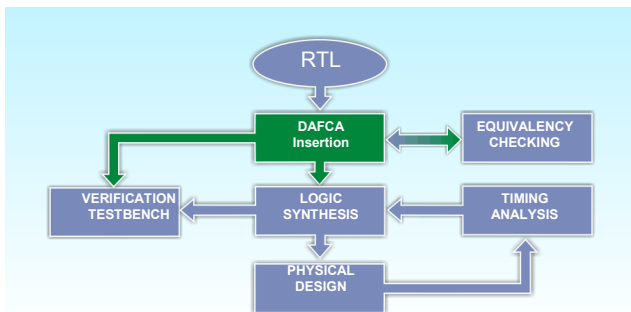 RTL
DAFCA
Insertion
EQUIVALENCY
CHECKING
VERIFICATION
TESTBENCH
LOGIC
SYNTHESIS
TIMING
ANALYSIS
PHYSICAL
DESIGN